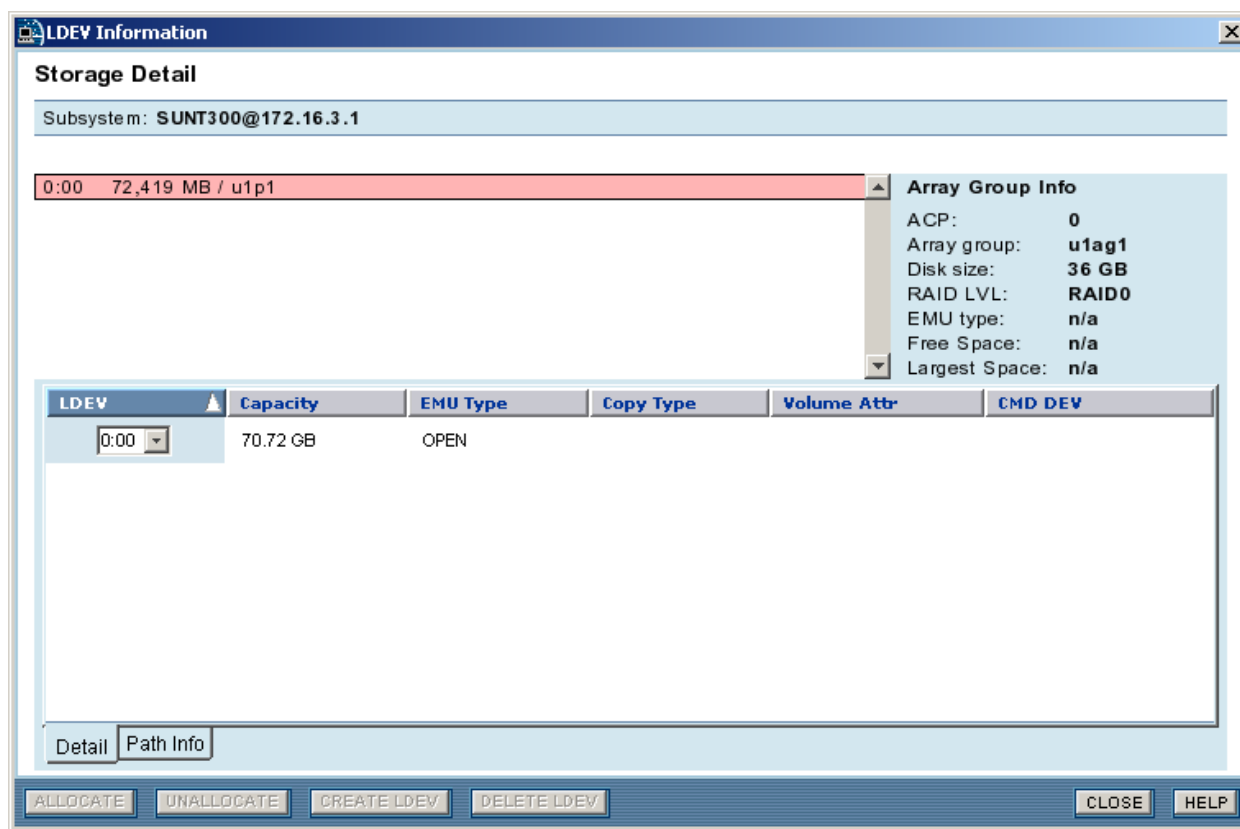 LDEV Information
Storage Detail
Subsystem: SUNT300@172.16.3.1
0:00 72,419 MB / u1p1
Array Group Info
ACP: 0
Array group: u1ag1
Disk size: 36 GB
RAID LVL: RAID0
EMU type: n/a
Free Space: n/a
Largest Space: n/a
LDEV Capacity EMU Type Copy Type Volume Attr CMD DEV
0:00 70.72 GB OPEN
Detail Path Info
ALLOCATE UNALLOCATE CREATE LDEV DELETE LDEV CLOSE HELP